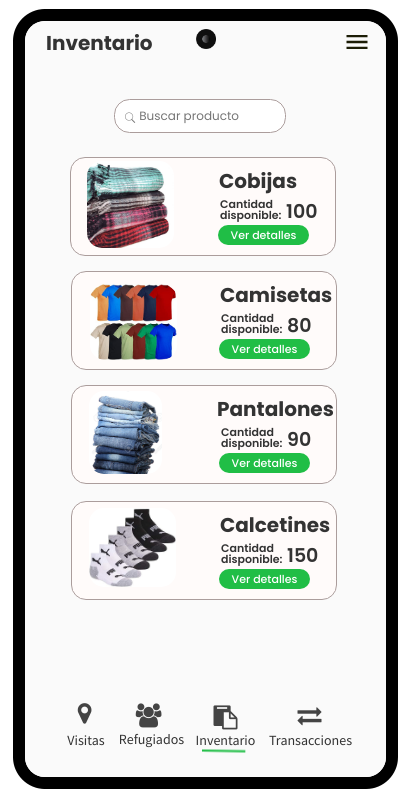 Inventario
Buscar producto
Cobijas
Cantidad
disponible: 100
Ver detalles
Camisetas
Cantidad
disponible: 80
Ver detalles
Pantalones
Cantidad
disponible: 90
Ver detalles
Calcetines
Cantidad
disponible: 150
Ver detalles
Visitas Refugiados Inventario Transacciones